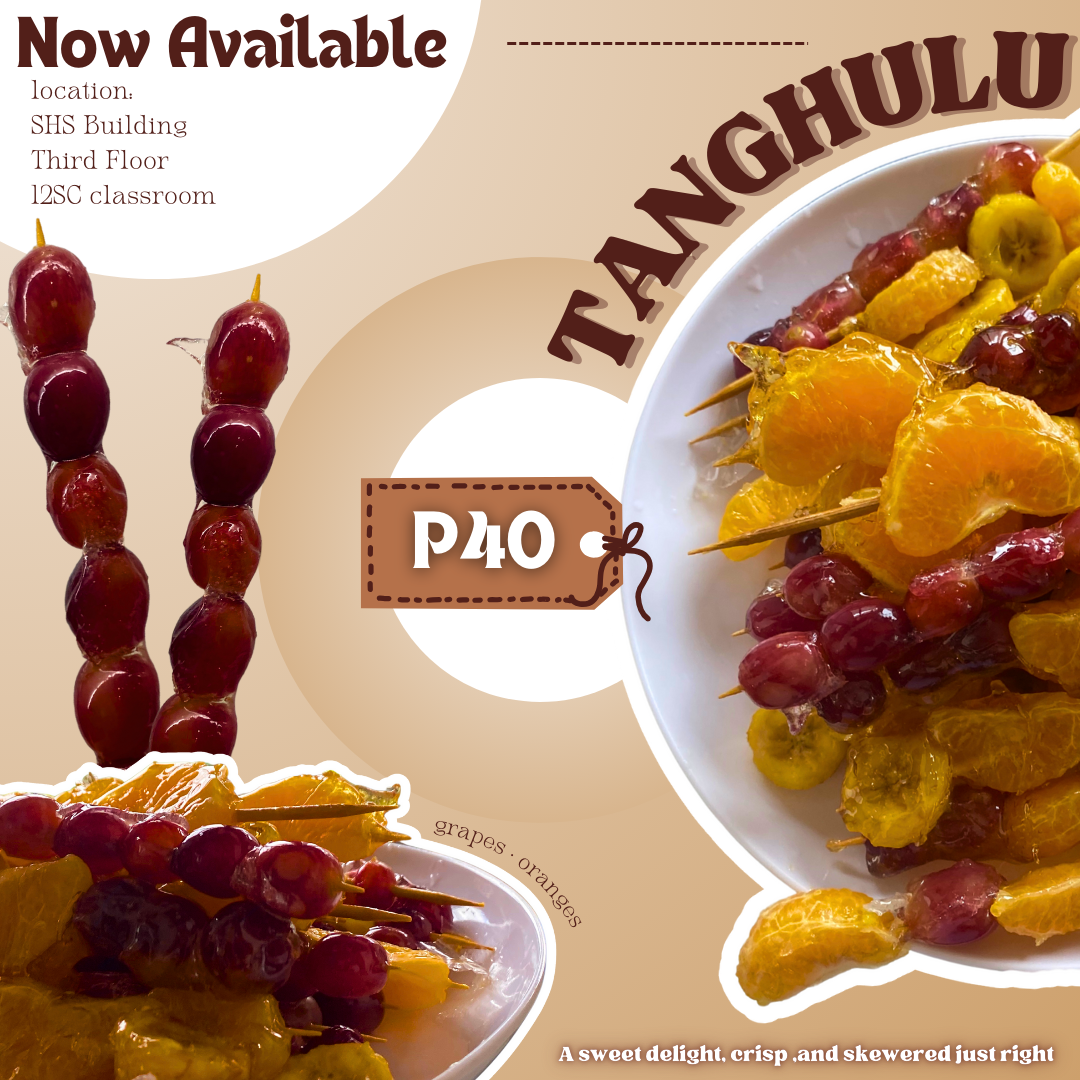 Now Available
location:
SHS Building
Third Floor
12SC classroom
TANGHULU
P40
grapes · oranges
A sweet delight, crisp ,and skewered just right